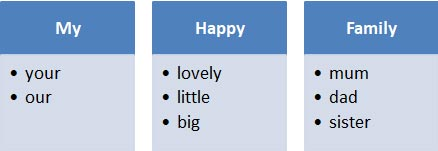 My
• your
• our
Happy
• lovely
• little
• big
Family
• mum
• dad
• sister